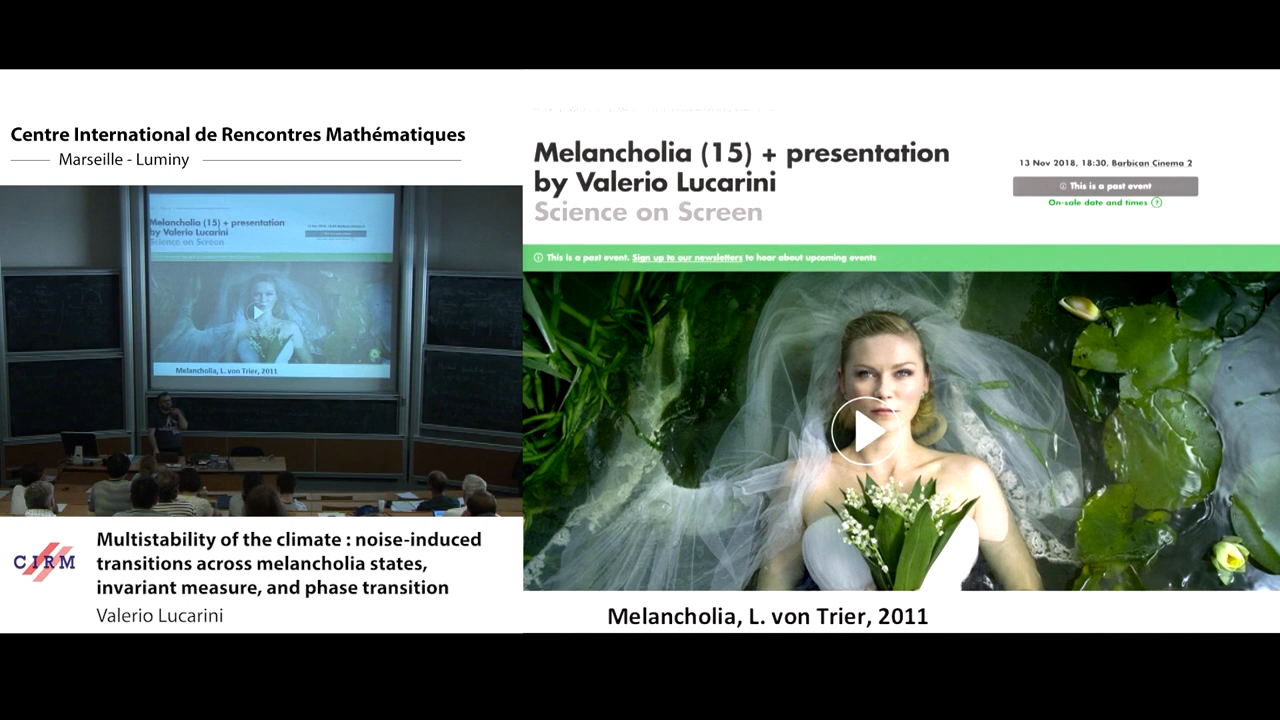 Centre International de Rencontres Mathématiques
Marseille - Luminy
Melancholia (15) + presentation
by Valerio Lucarini
Science on Screen
Melancholia, L. von Trier, 2011
CIRM
Multistability of the climate : noise-induced
transitions across melancholia states,
invariant measure, and phase transition
Valerio Lucarini
Melancholia (15) + presentation
by Valerio Lucarini
Science on Screen
13 Nov 2018, 18:30, Barbican Cinema 2
This is a past event
On-sale date and times ?
This is a past event. Sign up to our newsletters to hear about upcoming events
Melancholia, L. von Trier, 2011